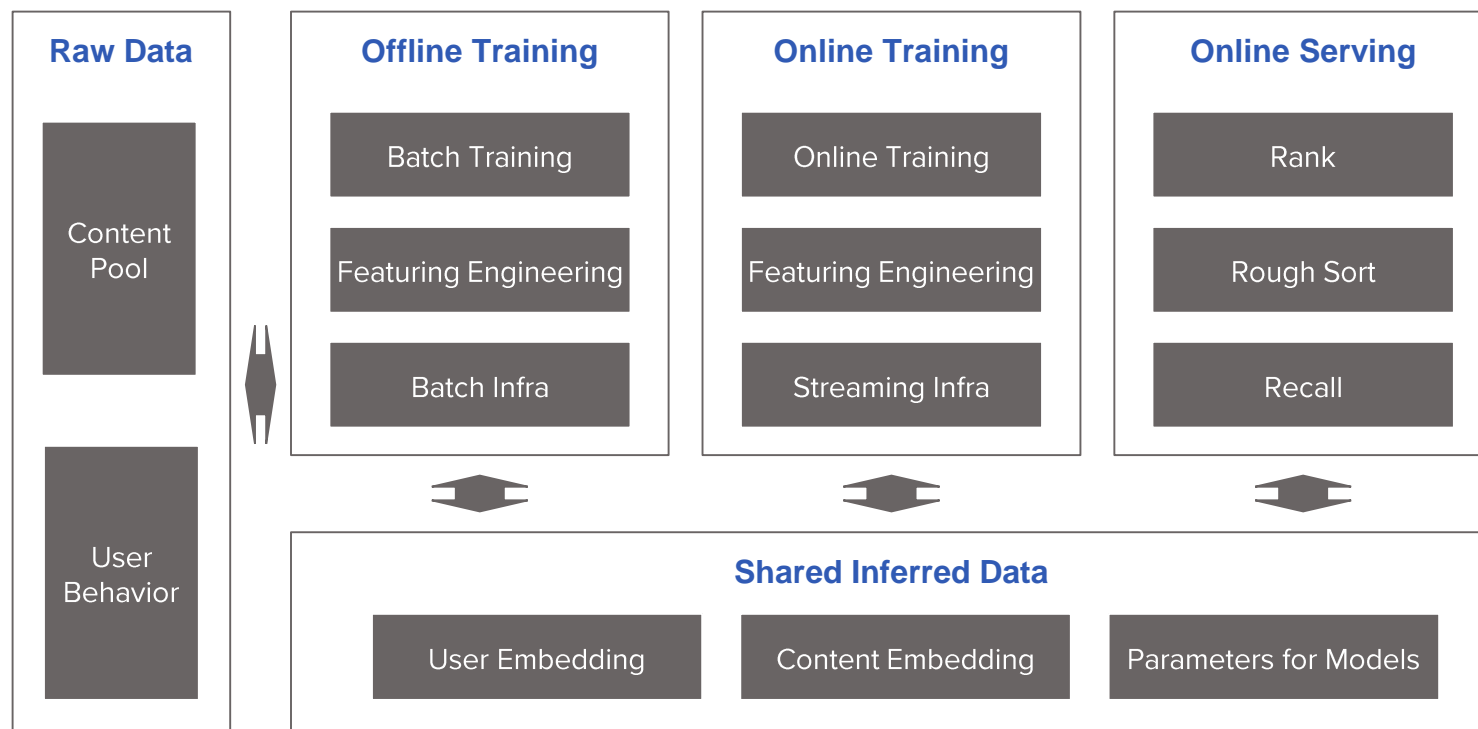 Raw Data
Content
Pool
User
Behavior
Offline Training
Batch Training
Featuring Engineering
Batch Infra
Online Training
Online Training
Featuring Engineering
Streaming Infra
Online Serving
Rank
Rough Sort
Recall
Shared Inferred Data
User Embedding
Content Embedding
Parameters for Models